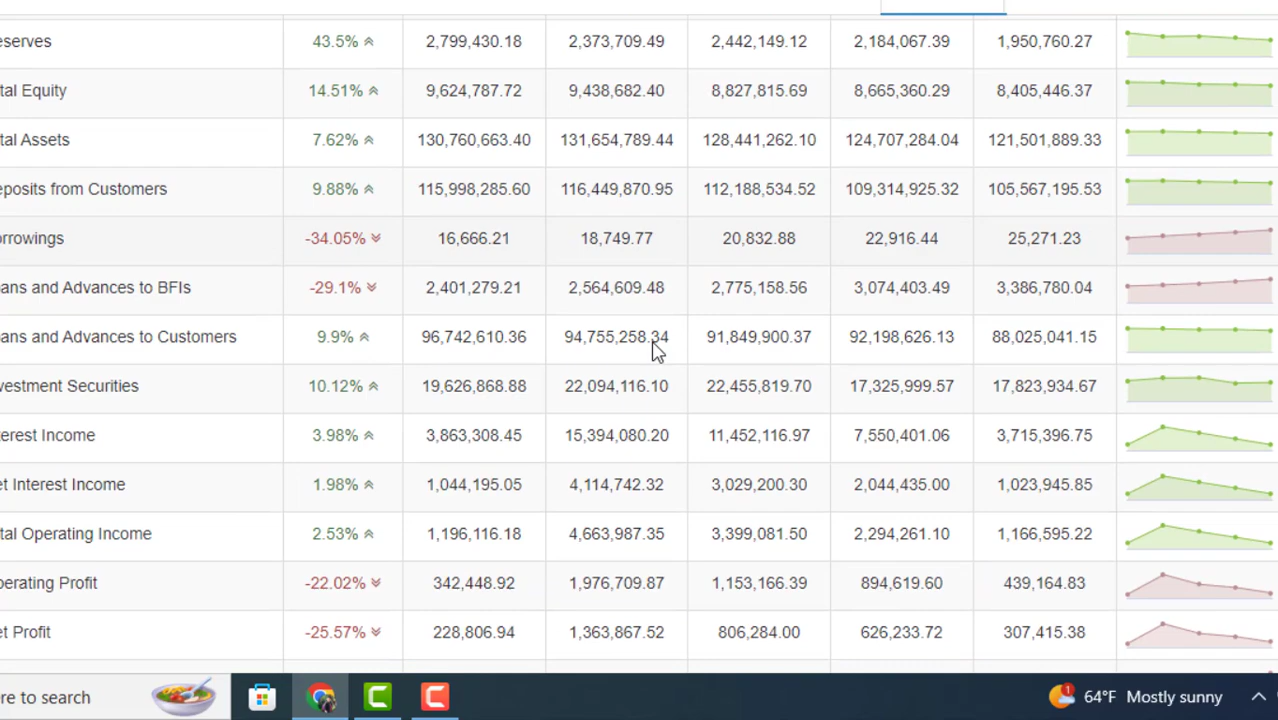 eserves 43.5% 2,799,430.18 2,373,709.49 2,442,149.12 2,184,067.39 1,950,760.27
tal Equity 14.51% 9,624,787.72 9,438,682.40 8,827,815.69 8,665,360.29 8,405,446.37
tal Assets 7.62% 130,760,663.40 131,654,789.44 128,441,262.10 124,707,284.04 121,501,889.33
eposits from Customers 9.88% 115,998,285.60 116,449,870.95 112,188,534.52 109,314,925.32 105,567,195.53
orrowings -34.05% 16,666.21 18,749.77 20,832.88 22,916.44 25,271.23
ans and Advances to BFIs -29.1% 2,401,279.21 2,564,609.48 2,775,158.56 3,074,403.49 3,386,780.04
ans and Advances to Customers 9.9% 96,742,610.36 94,755,258.34 91,849,900.37 92,198,626.13 88,025,041.15
vestment Securities 10.12% 19,626,868.88 22,094,116.10 22,455,819.70 17,325,999.57 17,823,934.67
terest Income 3.98% 3,863,308.45 15,394,080.20 11,452,116.97 7,550,401.06 3,715,396.75
et Interest Income 1.98% 1,044,195.05 4,114,742.32 3,029,200.30 2,044,435.00 1,023,945.85
tal Operating Income 2.53% 1,196,116.18 4,663,987.35 3,399,081.50 2,294,261.10 1,166,595.22
perating Profit -22.02% 342,448.92 1,976,709.87 1,153,166.39 894,619.60 439,164.83
et Profit -25.57% 228,806.94 1,363,867.52 806,284.00 626,233.72 307,415.38
re to search 1 64°F Mostly sunny